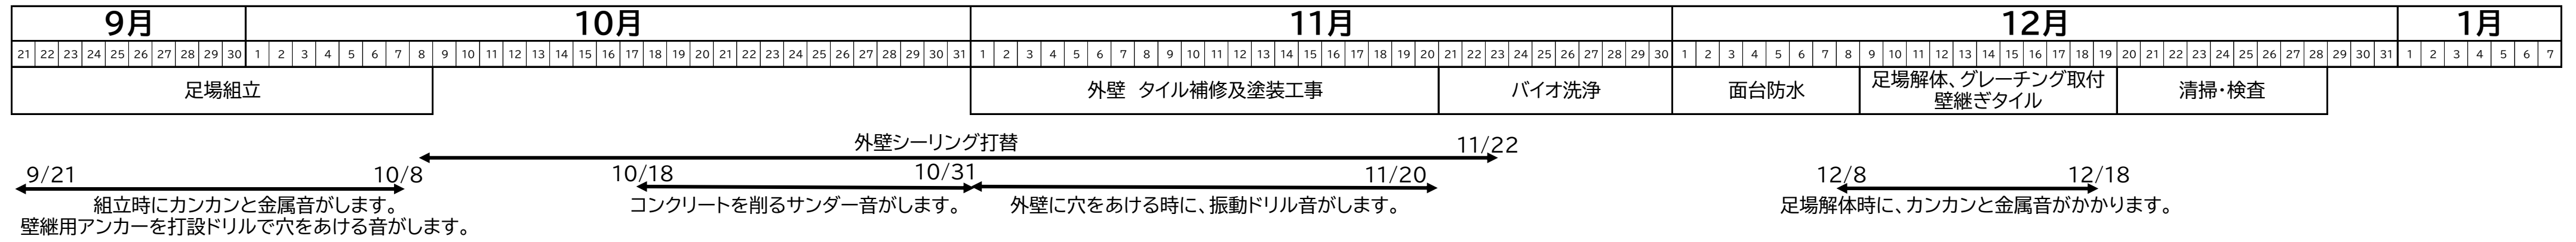 9月 10月 11月 12月 1月
21 22 23 24 25 26 27 28 29 30 1 2 3 4 5 6 7 8 9 10 11 12 13 14 15 16 17 18 19 20 21 22 23 24 25 26 27 28 29 30 31 1 2 3 4 5 6 7 8 9 10 11 12 13 14 15 16 17 18 19 20 21 22 23 24 25 26 27 28 29 30 1 2 3 4 5 6 7 8 9 10 11 12 13 14 15 16 17 18 19 20 21 22 23 24 25 26 27 28 29 30 31 1 2 3 4 5 6 7
足場組立
外壁 タイル補修及塗装工事
バイオ洗浄
面台防水
足場解体、グレーチング取付
壁継ぎタイル
清掃・検査
外壁シーリング打替
11/22
9/21 10/8
10/18 10/31
11/20
12/8 12/18
組立時にカンカンと金属音がします。
壁継用アンカーを打設ドリルで穴をあける音がします。
コンクリートを削るサンダー音がします。
外壁に穴をあける時に、振動ドリル音がします。
足場解体時に、カンカンと金属音がかかります。